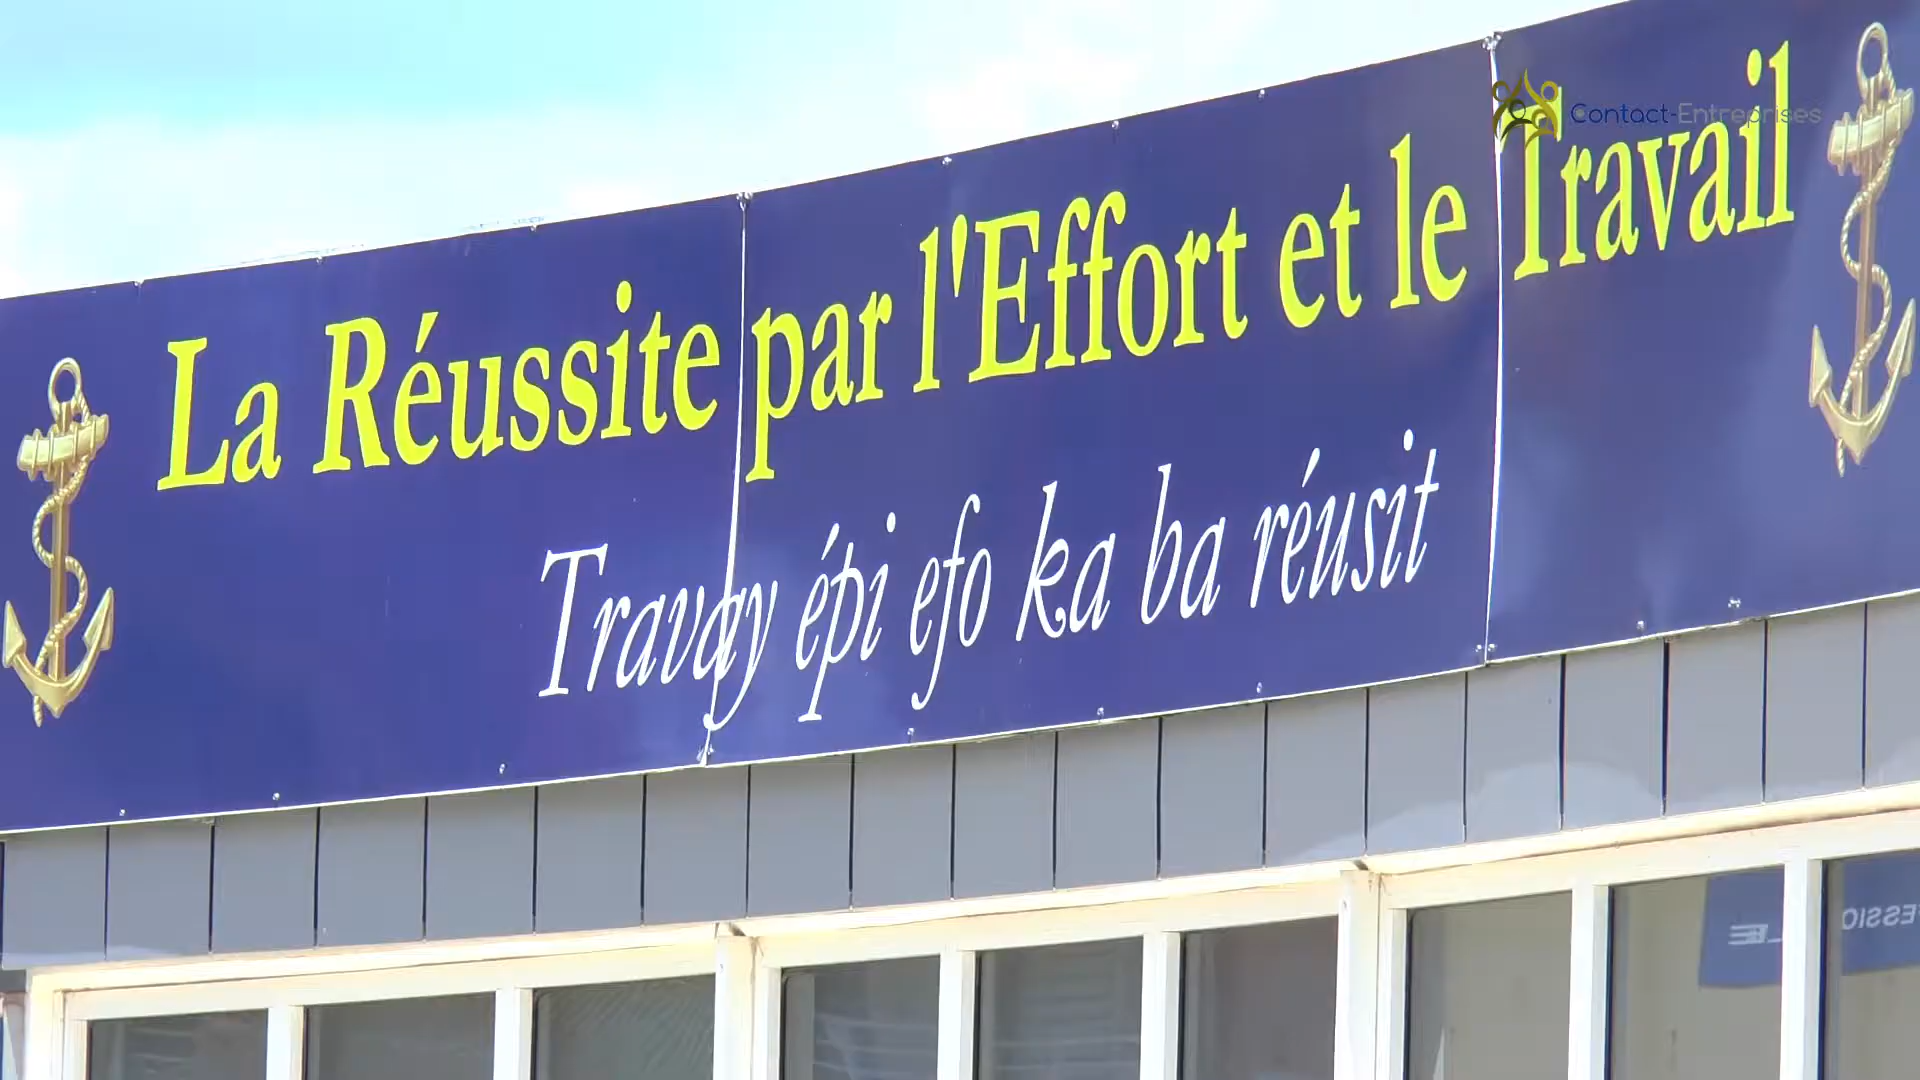 Contact-Entreprises
La Réussite par l'Effort et le Travail
Travay épi efo ka ba réusit